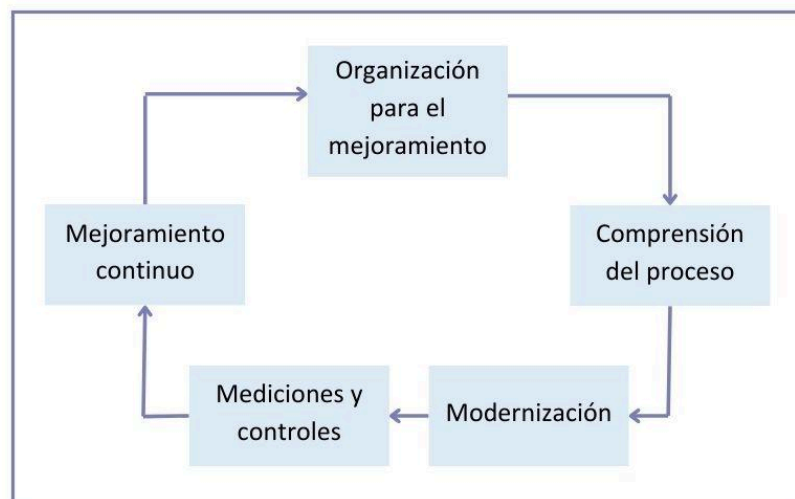 Organización
para el
mejoramiento
Comprensión
del proceso
Modernización
Mediciones y
controles
Mejoramiento
continuo